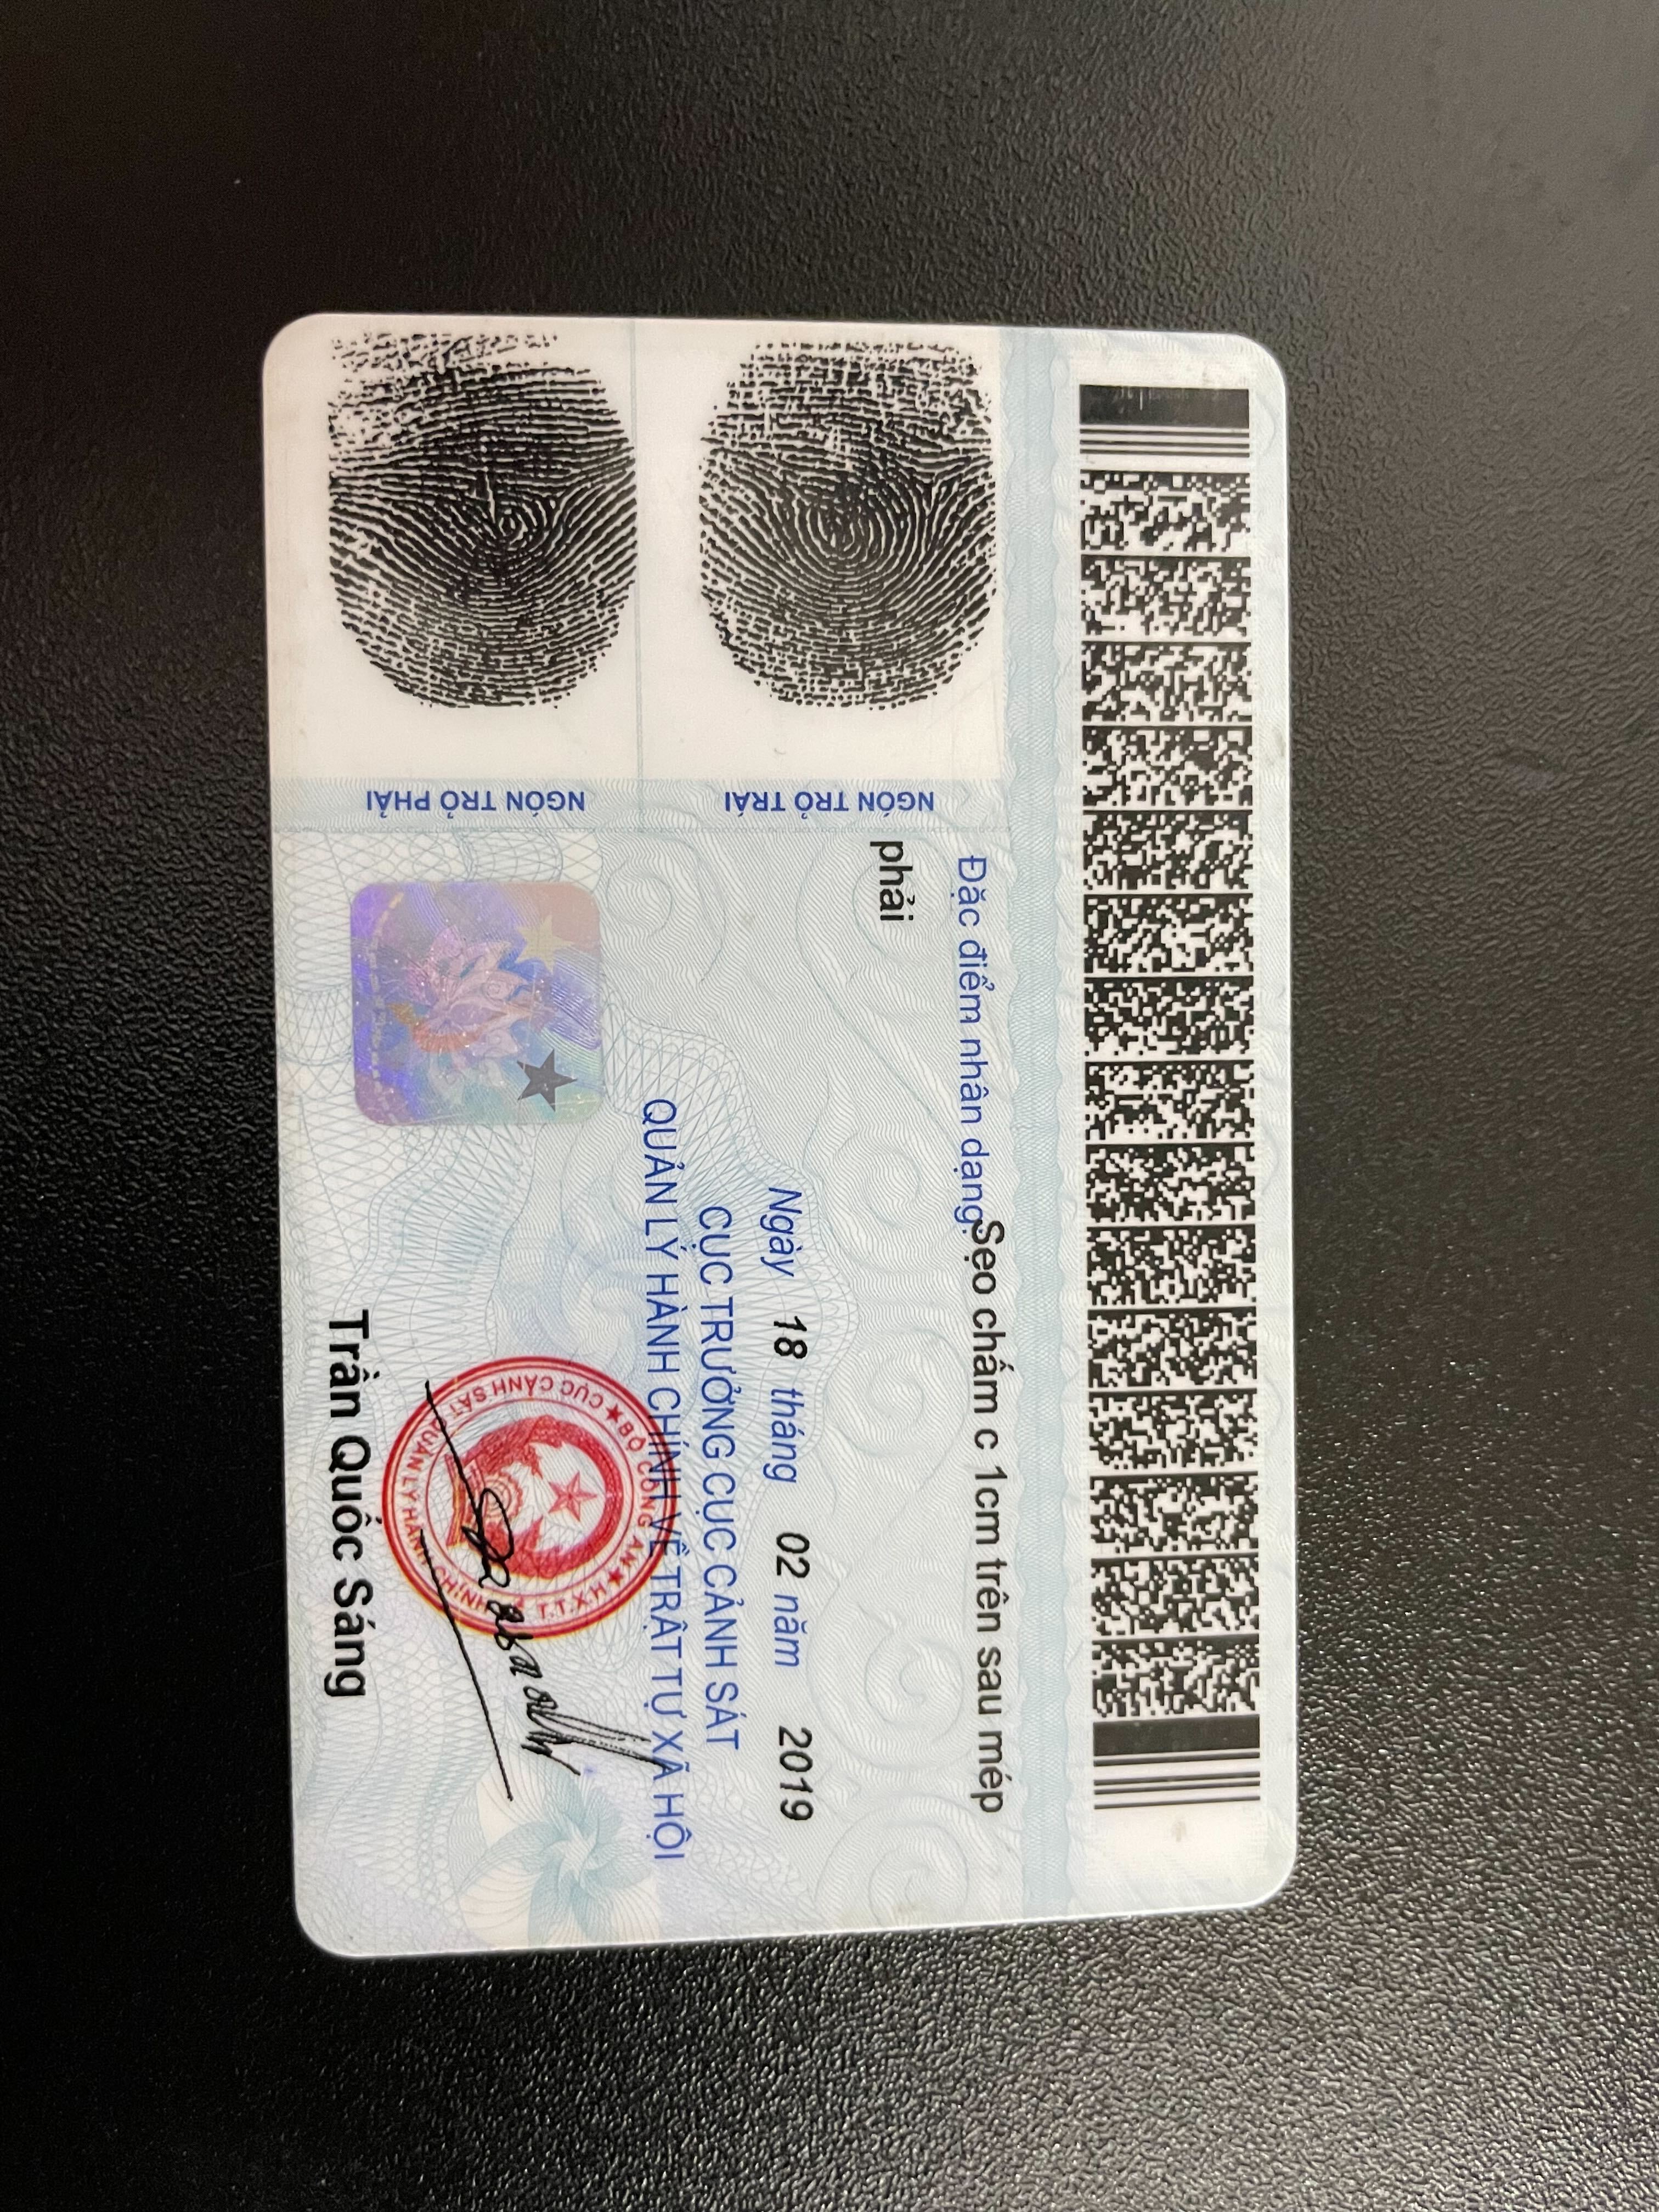 Đặc điểm nhân dạng: Sẹo chấm c 1cm trên sau mép
phải
Ngày 18 tháng 02 năm 2019
CỤC TRƯỞNG CỤC CẢNH SÁT
QUẢN LÝ HÀNH CHÍNH VỀ TRẬT TỰ XÃ HỘI
BỘ CÔNG AN
CỤC CẢNH SÁT QUẢN LÝ HÀNH CHÍNH T.T.X.H
Trần Quốc Sáng
NGÓN TRỎ TRÁI
NGÓN TRỎ PHẢI